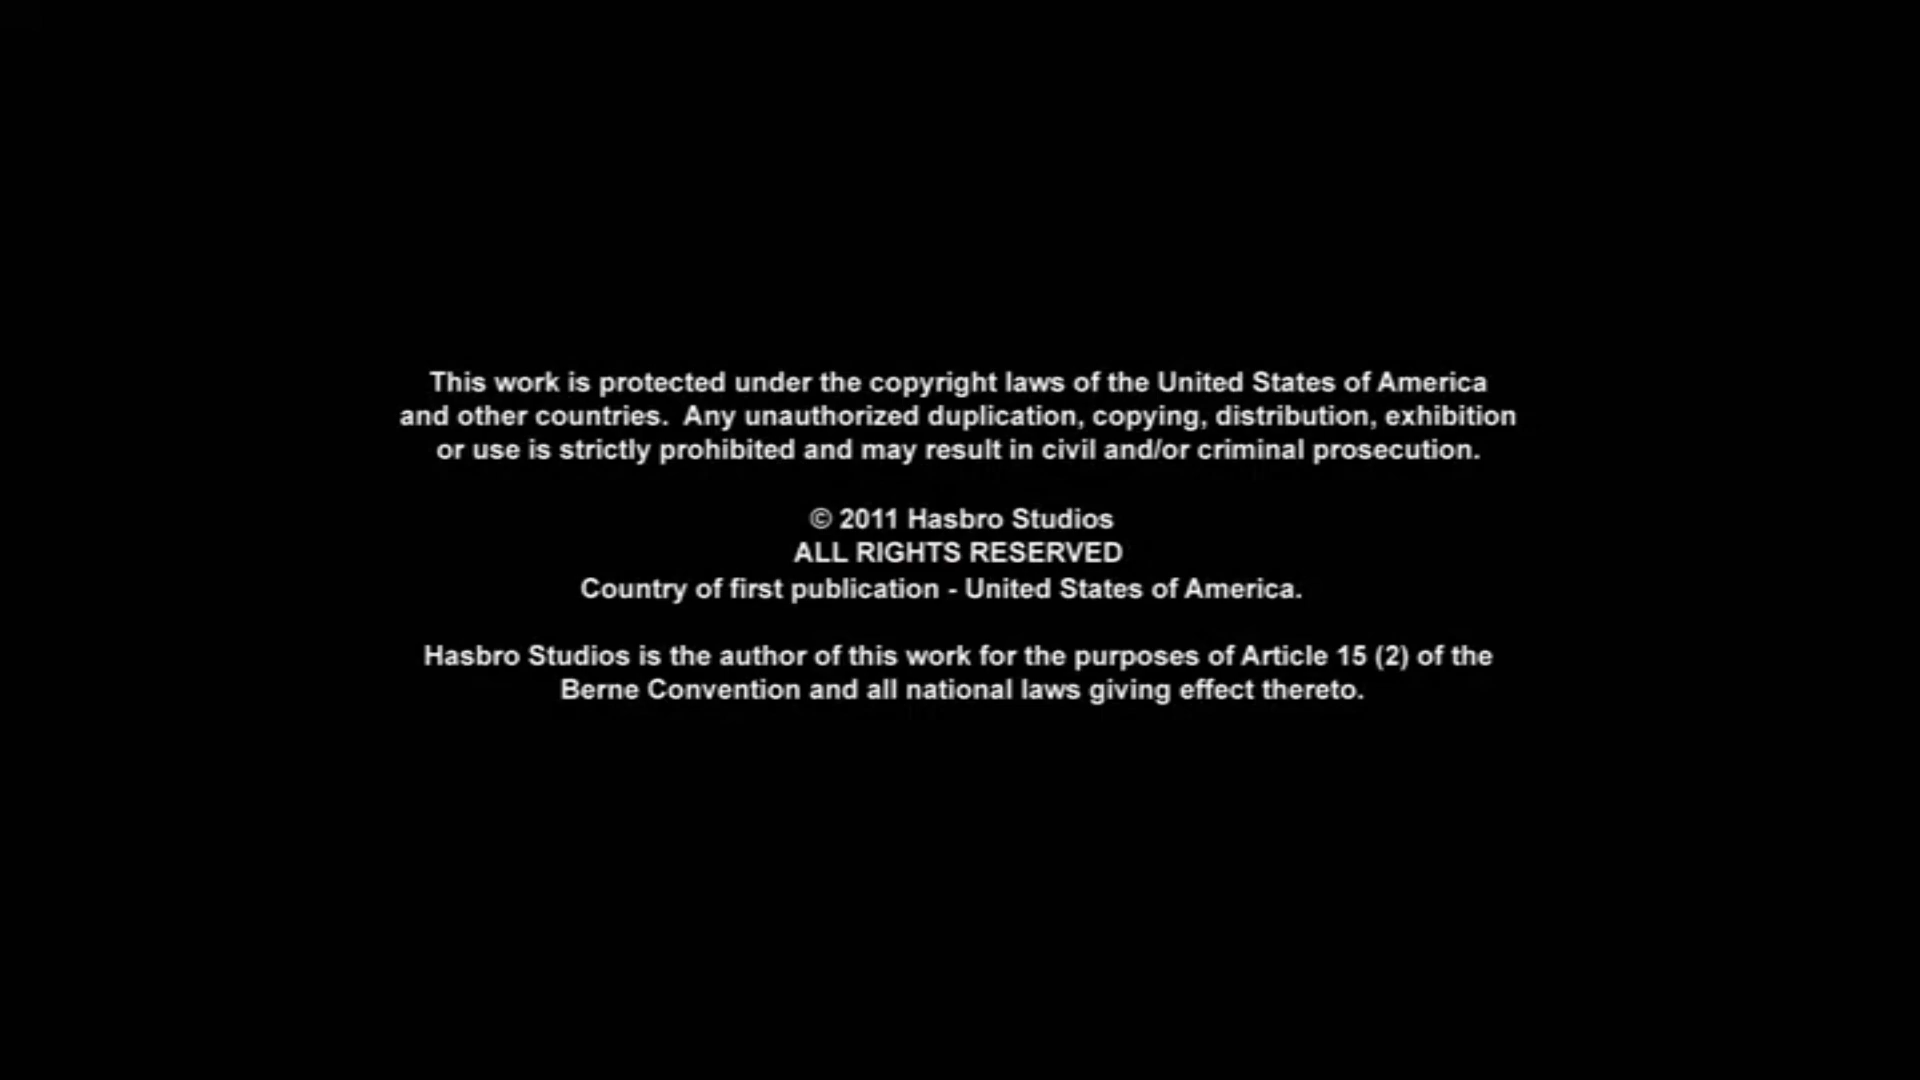 This work is protected under the copyright laws of the United States of America
and other countries.  Any unauthorized duplication, copying, distribution, exhibition
or use is strictly prohibited and may result in civil and/or criminal prosecution.
© 2011 Hasbro Studios
ALL RIGHTS RESERVED
Country of first publication - United States of America.
Hasbro Studios is the author of this work for the purposes of Article 15 (2) of the
Berne Convention and all national laws giving effect thereto.